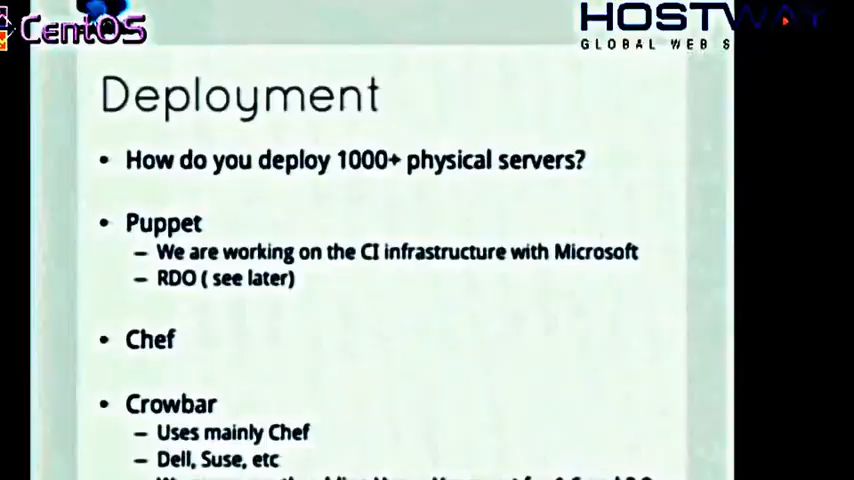 CentOS
HOSTWAY
GLOBAL WEB S
Deployment
• How do you deploy 1000+ physical servers?
• Puppet
– We are working on the CI infrastructure with Microsoft
– RDO ( see later)
• Chef
• Crowbar
– Uses mainly Chef
– Dell, Suse, etc